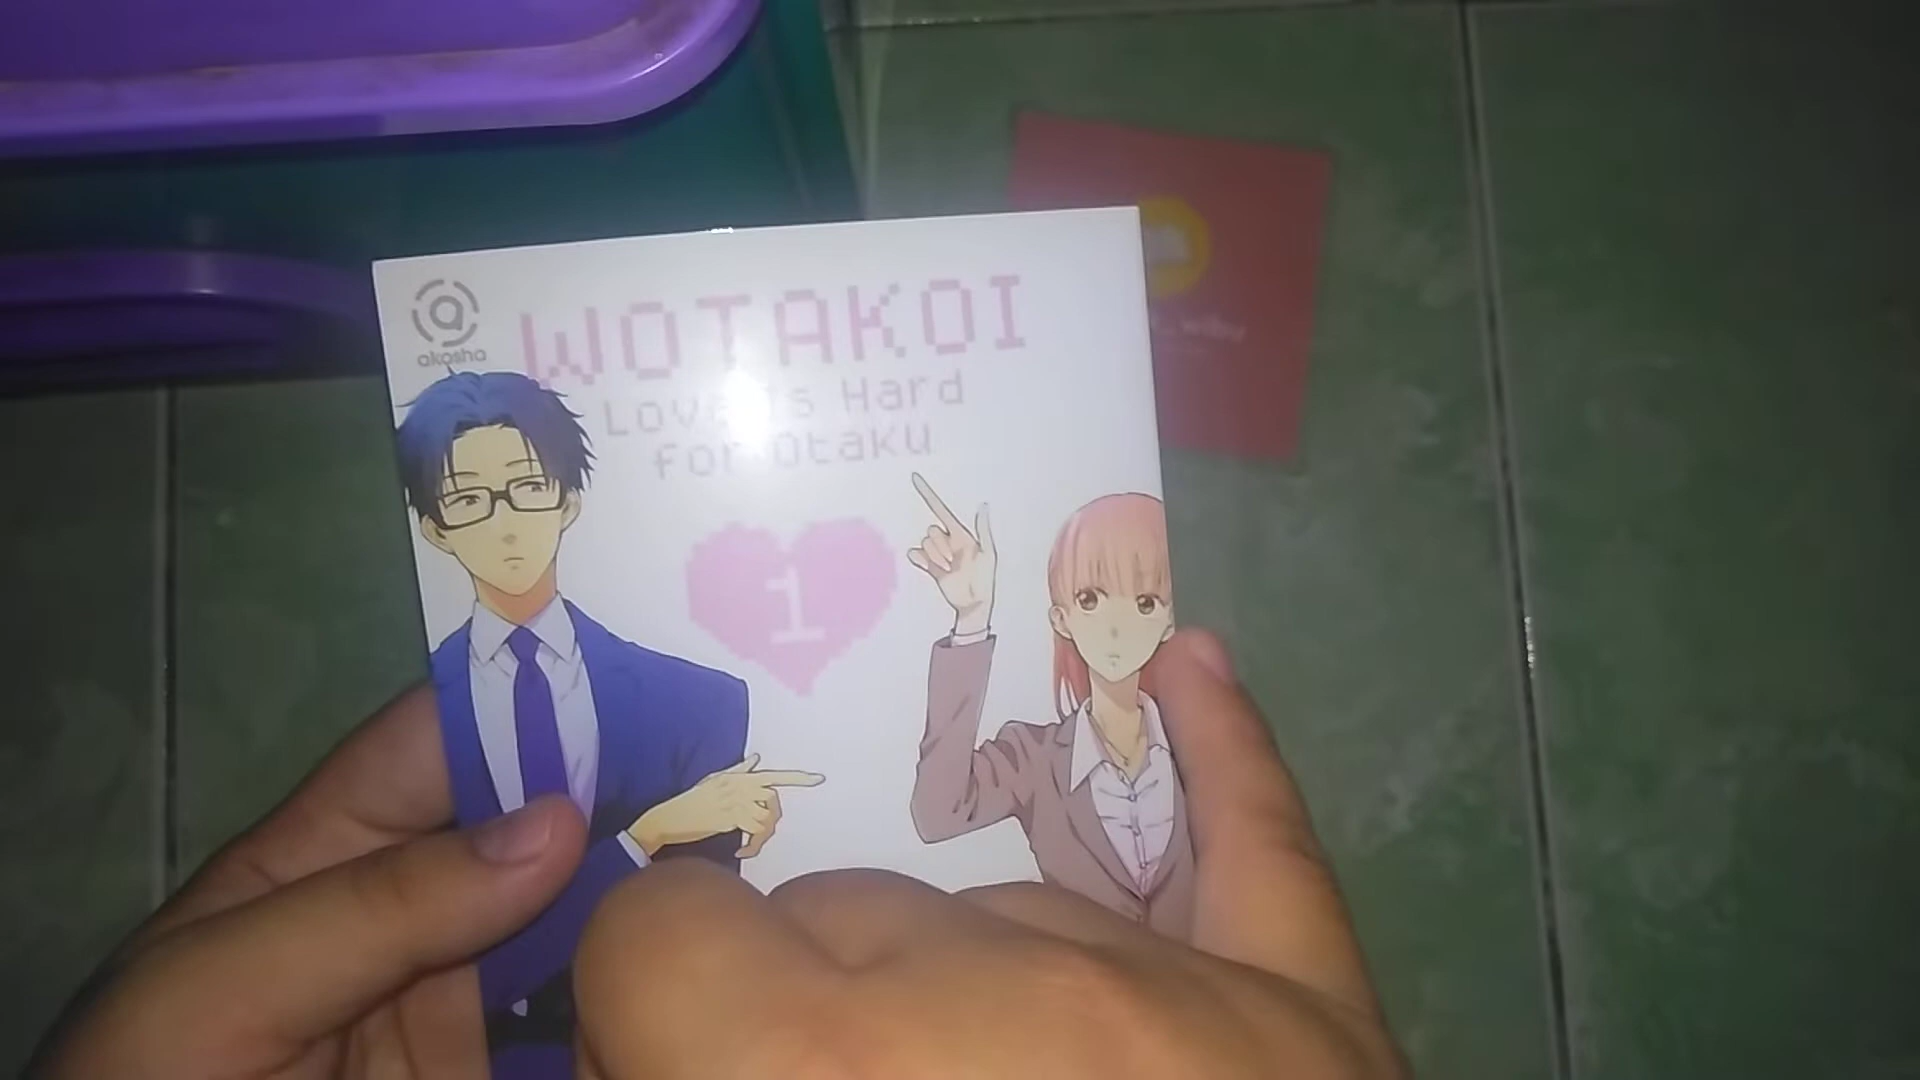 akasha
WOTAKOI
Love is Hard
for Otaku
1